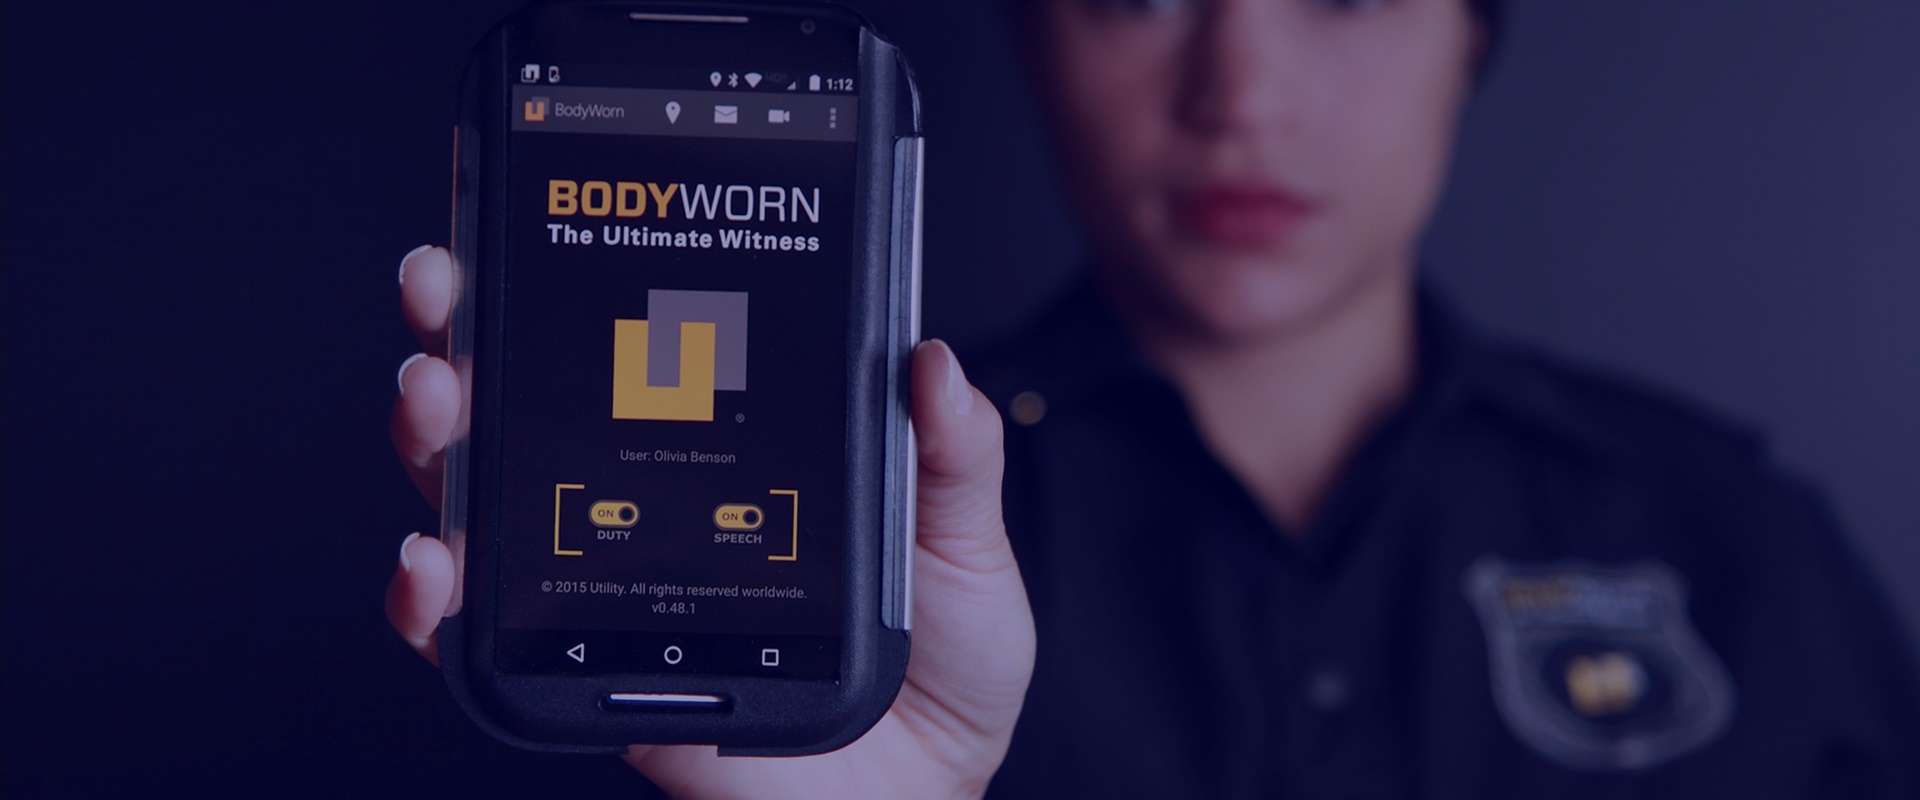 1:12
BodyWorn
BODYWORN
The Ultimate Witness
®
User: Olivia Benson
ON ON
DUTY SPEECH
© 2015 Utility. All rights reserved worldwide.
v0.48.1